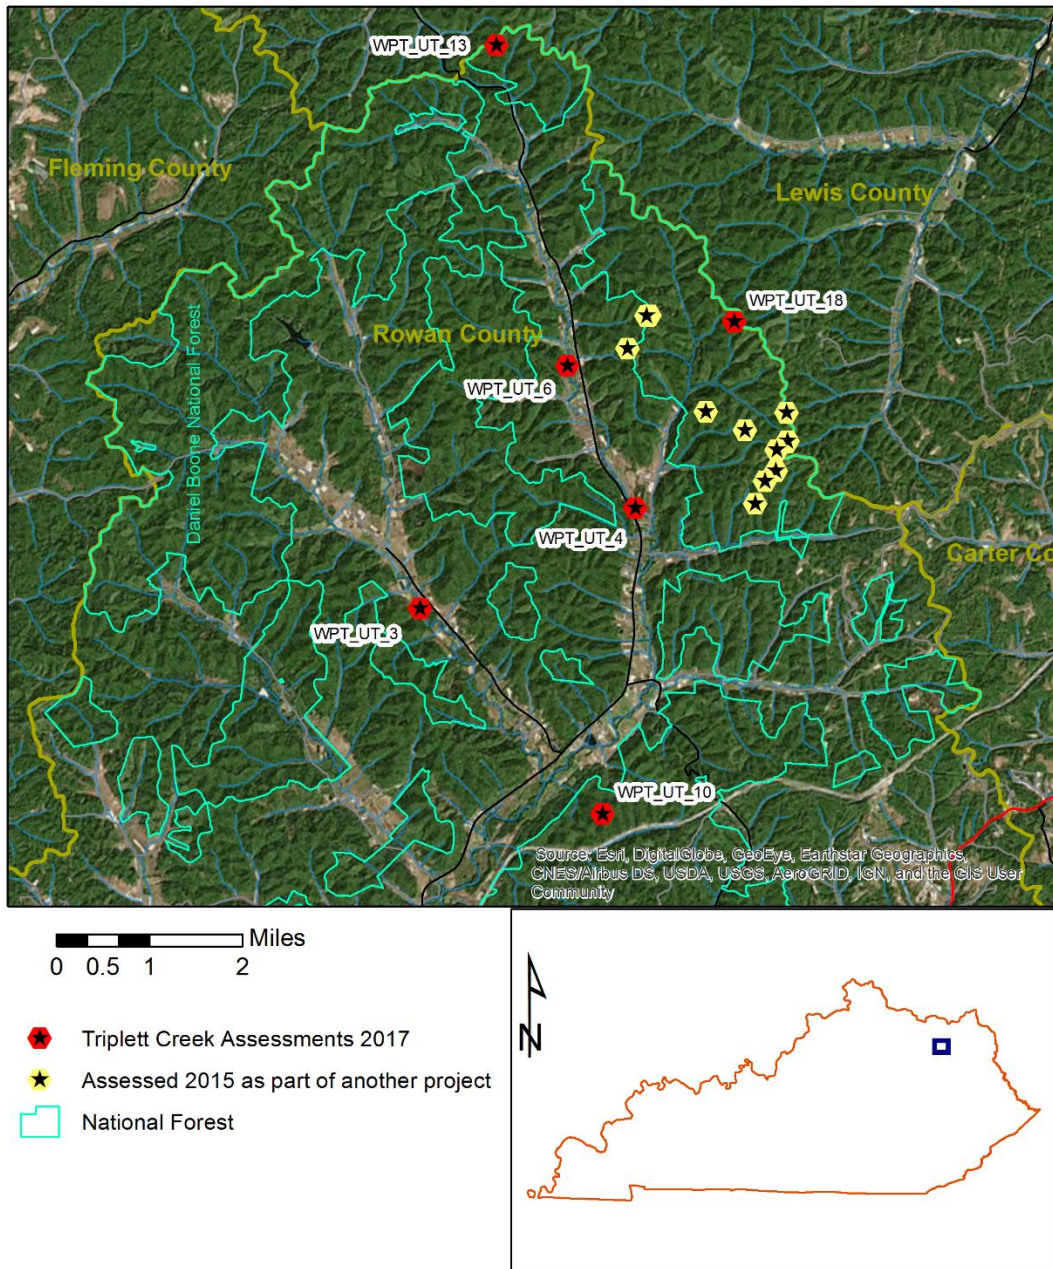 WPT_UT_13
Fleming County
Lewis County
Daniel Boone National Forest
WPT_UT_18
Rowan County
WPT_UT_6
WPT_UT_4
Carter Co
WPT_UT_3
WPT_UT_10
Source: Esri, DigitalGlobe, GeoEye, Earthstar Geographics,
CNES/Airbus DS, USDA, USGS, AeroGRID, IGN, and the GIS User
Community
Miles
0 0.5 1 2
Triplett Creek Assessments 2017
Assessed 2015 as part of another project
National Forest
N